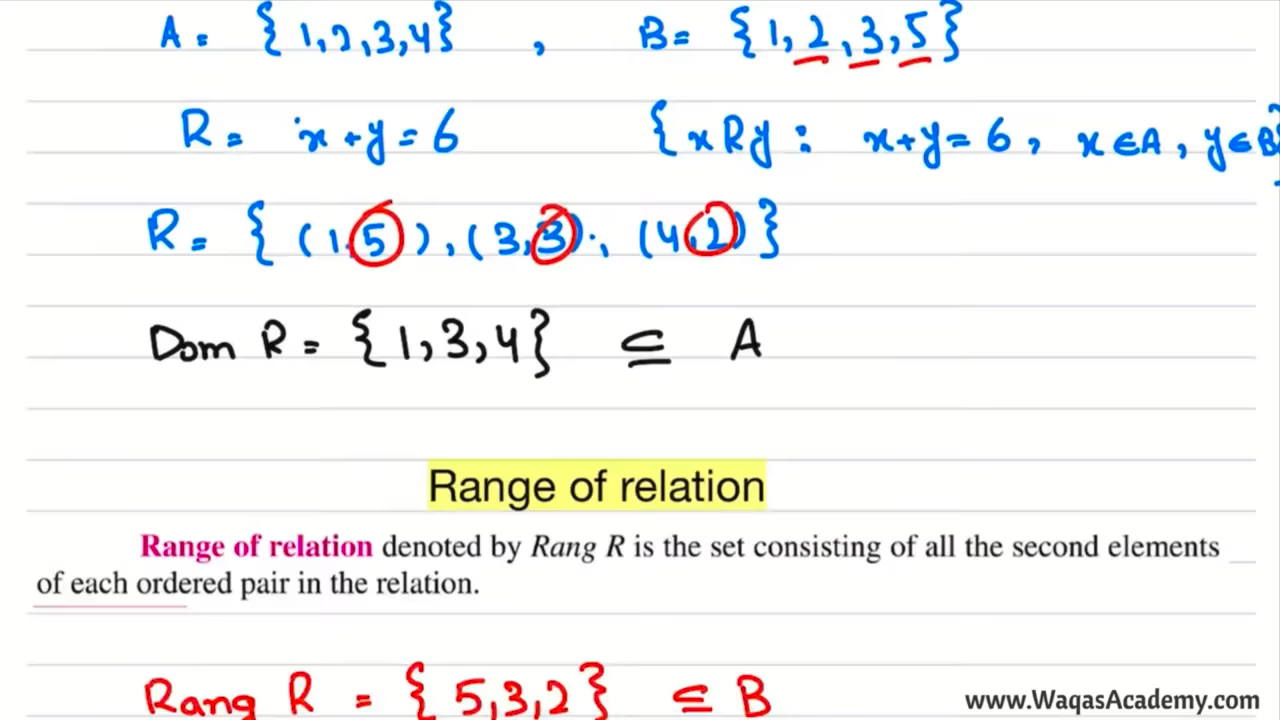 A = {1,2,3,4} , B = {1,2,3,5}
R = x+y=6 {xRy : x+y=6, x∈A, y∈B}
R = {(1,5),(3,3),(4,2)}
Dom R = {1,3,4} ⊆ A
Range of relation
Range of relation denoted by Rang R is the set consisting of all the second elements
of each ordered pair in the relation.
Rang R = {5,3,2} ⊆ B
www.WaqasAcademy.com